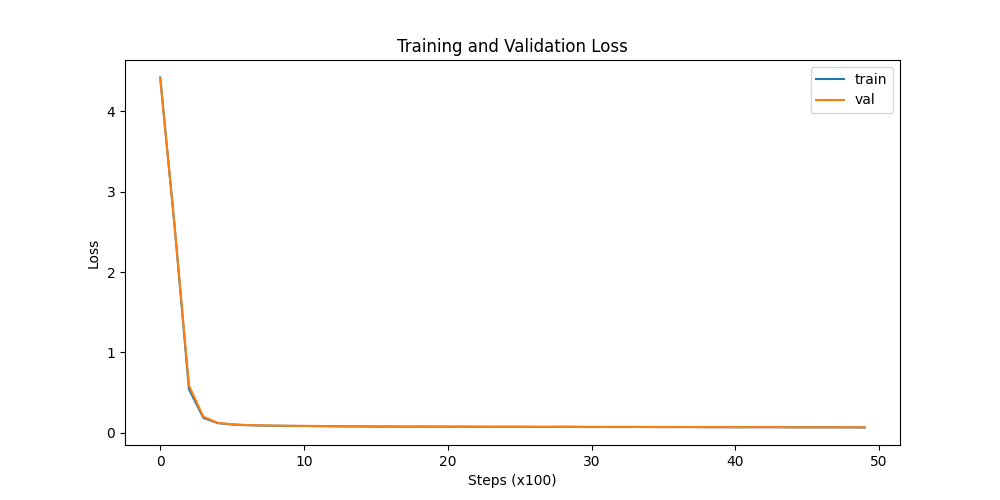 Training and Validation Loss
train
val
4
3
2
1
0
Loss
0 10 20 30 40 50
Steps (x100)